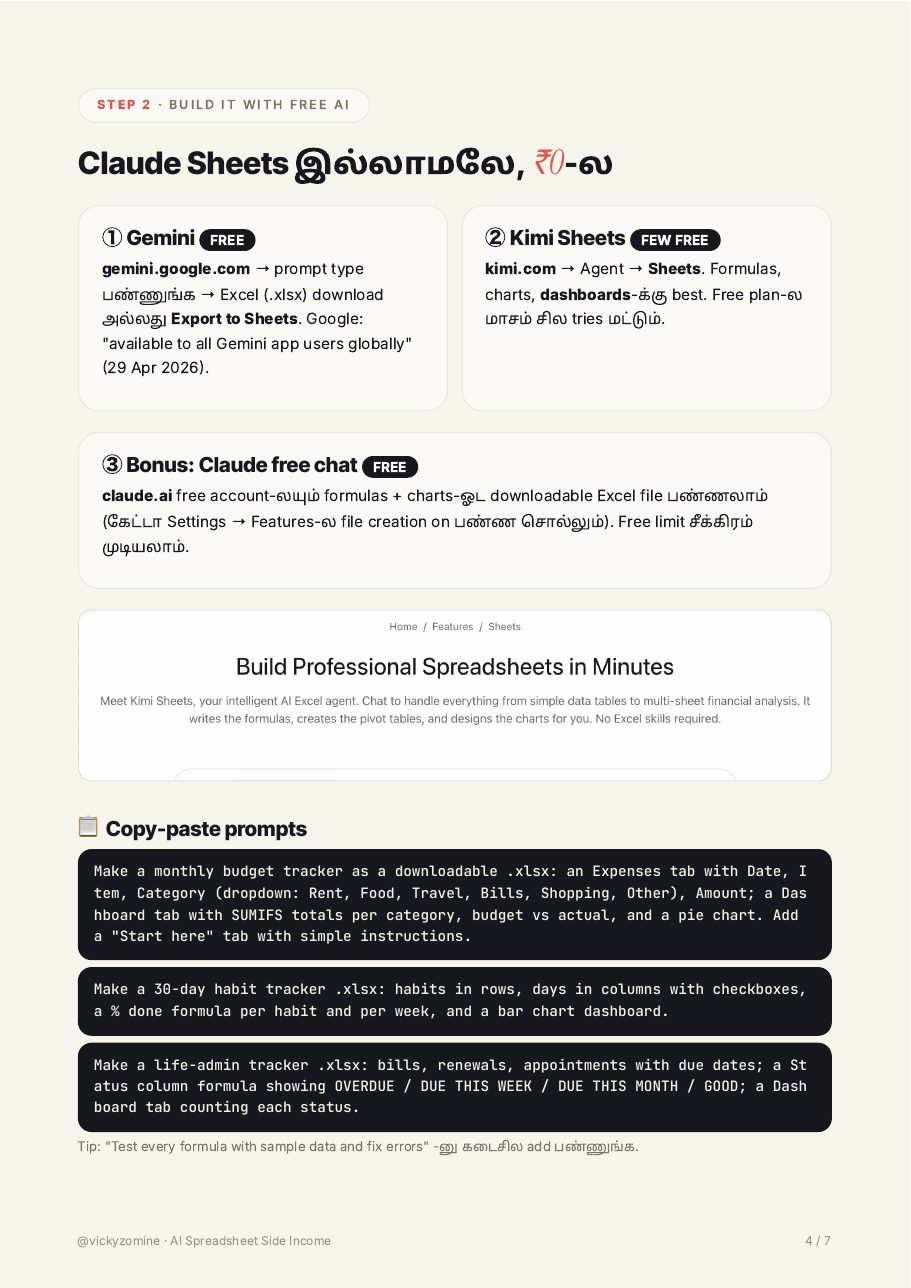 STEP 2 · BUILD IT WITH FREE AI
Claude Sheets இல்லாமலே, ₹0-ல
① Gemini FREE
gemini.google.com → prompt type
பண்ணுங்க → Excel (.xlsx) download
அல்லது Export to Sheets. Google:
"available to all Gemini app users globally"
(29 Apr 2026).
② Kimi Sheets FEW FREE
kimi.com → Agent → Sheets. Formulas,
charts, dashboards-க்கு best. Free plan-ல
மாசம் சில tries மட்டும்.
③ Bonus: Claude free chat FREE
claude.ai free account-லயும் formulas + charts-ஓட downloadable Excel file பண்ணலாம்
(கேட்டா Settings → Features-ல file creation on பண்ண சொல்லும்). Free limit சீக்கிரம்
முடியலாம்.
Home / Features / Sheets
Build Professional Spreadsheets in Minutes
Meet Kimi Sheets, your intelligent AI Excel agent. Chat to handle everything from simple data tables to multi-sheet financial analysis. It
writes the formulas, creates the pivot tables, and designs the charts for you. No Excel skills required.
📋 Copy-paste prompts
Make a monthly budget tracker as a downloadable .xlsx: an Expenses tab with Date, I
tem, Category (dropdown: Rent, Food, Travel, Bills, Shopping, Other), Amount; a Das
hboard tab with SUMIFS totals per category, budget vs actual, and a pie chart. Add
a "Start here" tab with simple instructions.
Make a 30-day habit tracker .xlsx: habits in rows, days in columns with checkboxes,
a % done formula per habit and per week, and a bar chart dashboard.
Make a life-admin tracker .xlsx: bills, renewals, appointments with due dates; a St
atus column formula showing OVERDUE / DUE THIS WEEK / DUE THIS MONTH / GOOD; a Dash
board tab counting each status.
Tip: "Test every formula with sample data and fix errors" -னு கடைசில add பண்ணுங்க.
@vickyzomine · AI Spreadsheet Side Income
4 / 7